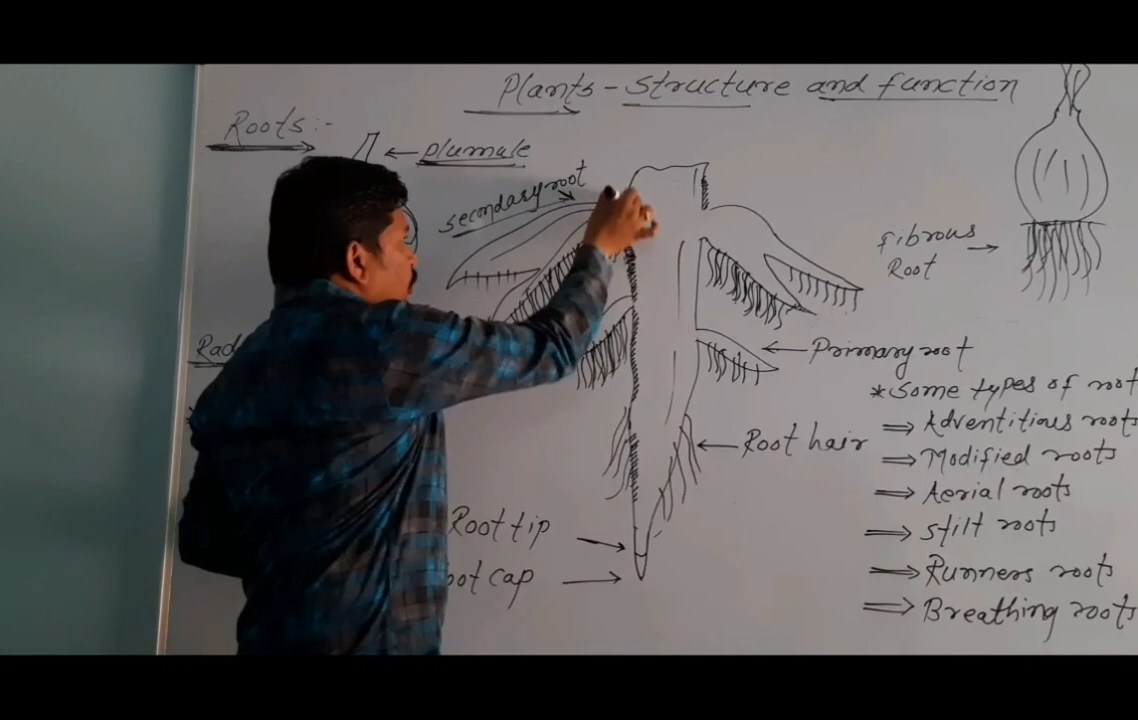 Plants - Structure and function
Roots:-
plumule
secondary root
fibrous
Root
Primary root
*Some types of root
Root hair
⇒ Adventitious roots
⇒ Modified roots
⇒ Aerial roots
⇒ Stilt roots
⇒ Runners roots
⇒ Breathing roots
Root tip
cap